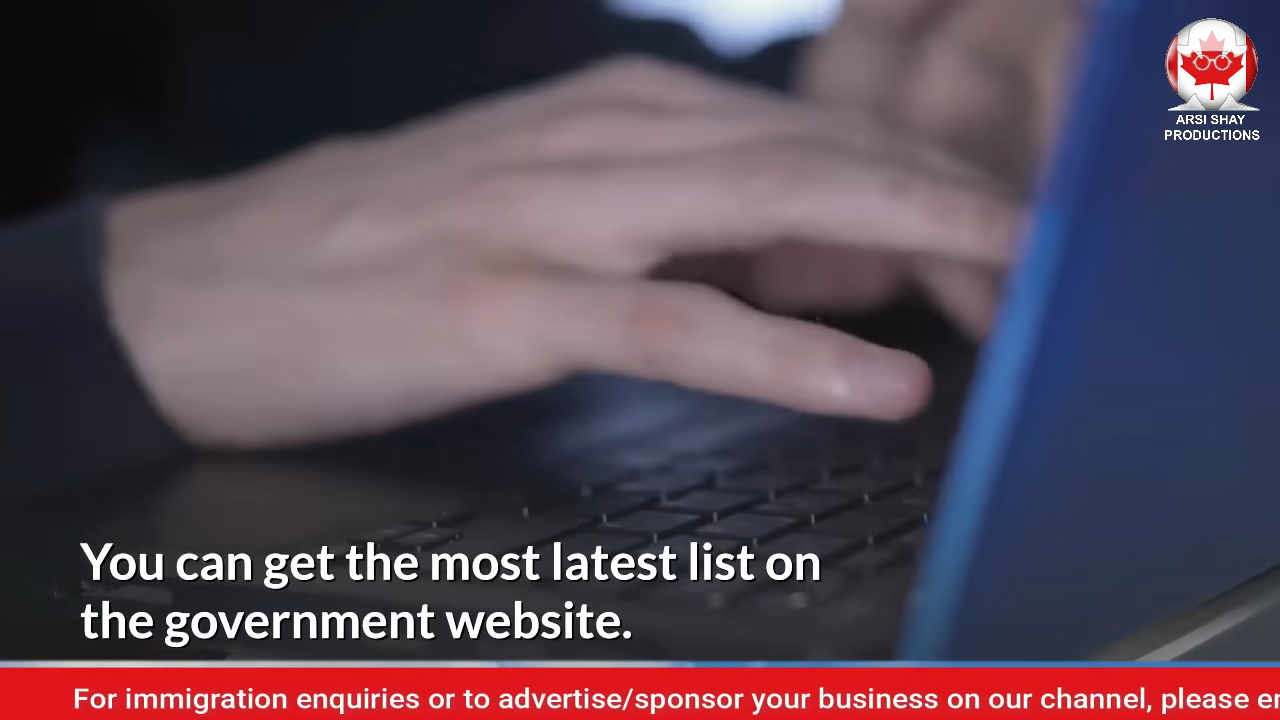 ARSI SHAY
PRODUCTIONS
You can get the most latest list on
the government website.
For immigration enquiries or to advertise/sponsor your business on our channel, please